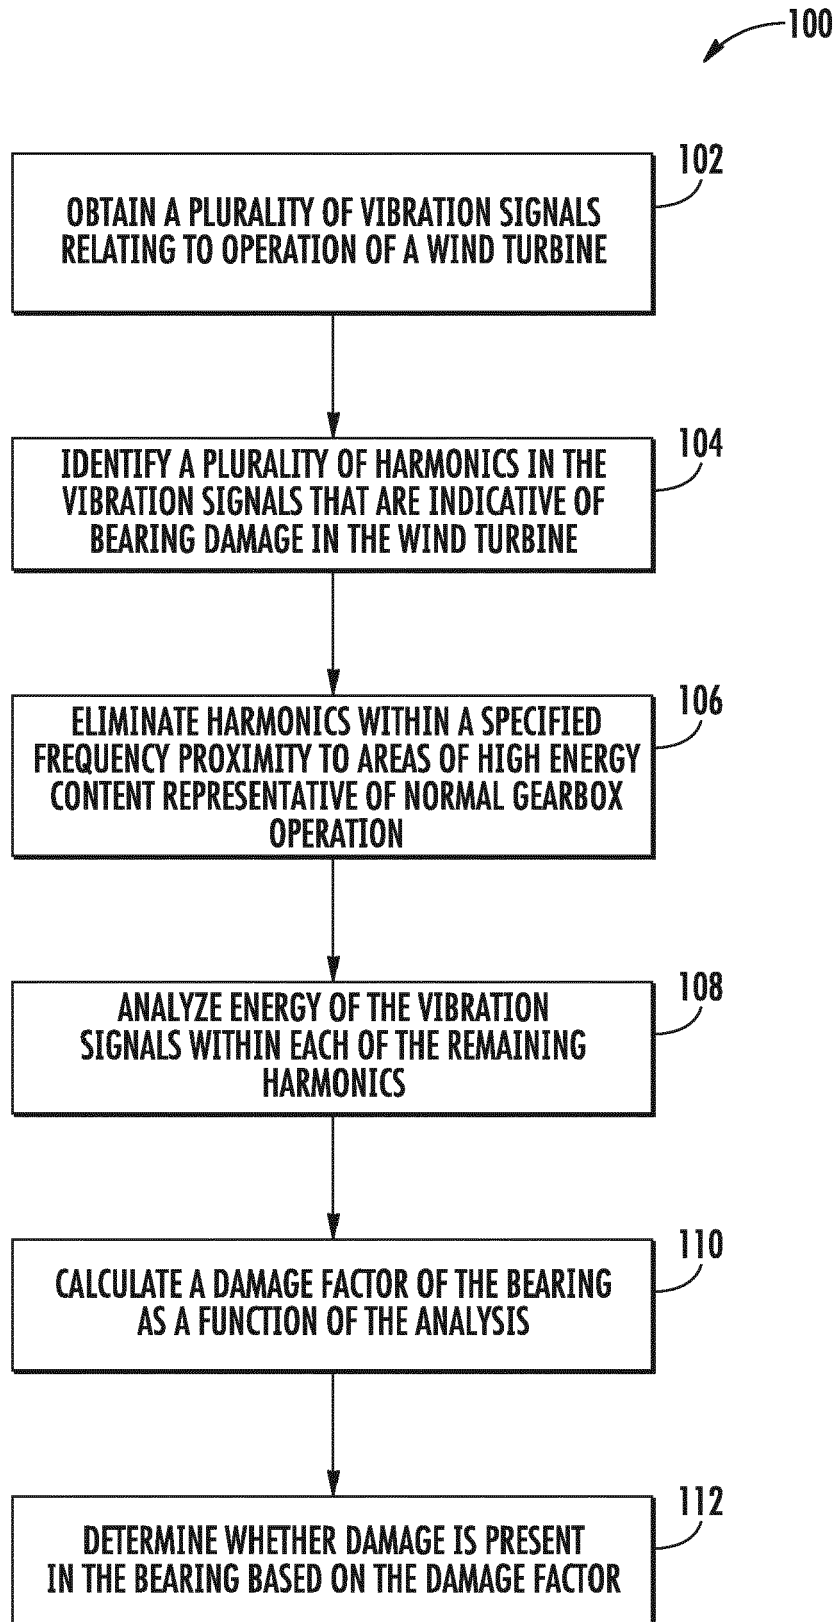 100
102
OBTAIN A PLURALITY OF VIBRATION SIGNALS
RELATING TO OPERATION OF A WIND TURBINE
104
IDENTIFY A PLURALITY OF HARMONICS IN THE
VIBRATION SIGNALS THAT ARE INDICATIVE OF
BEARING DAMAGE IN THE WIND TURBINE
106
ELIMINATE HARMONICS WITHIN A SPECIFIED
FREQUENCY PROXIMITY TO AREAS OF HIGH ENERGY
CONTENT REPRESENTATIVE OF NORMAL GEARBOX
OPERATION
108
ANALYZE ENERGY OF THE VIBRATION
SIGNALS WITHIN EACH OF THE REMAINING
HARMONICS
110
CALCULATE A DAMAGE FACTOR OF THE BEARING
AS A FUNCTION OF THE ANALYSIS
112
DETERMINE WHETHER DAMAGE IS PRESENT
IN THE BEARING BASED ON THE DAMAGE FACTOR